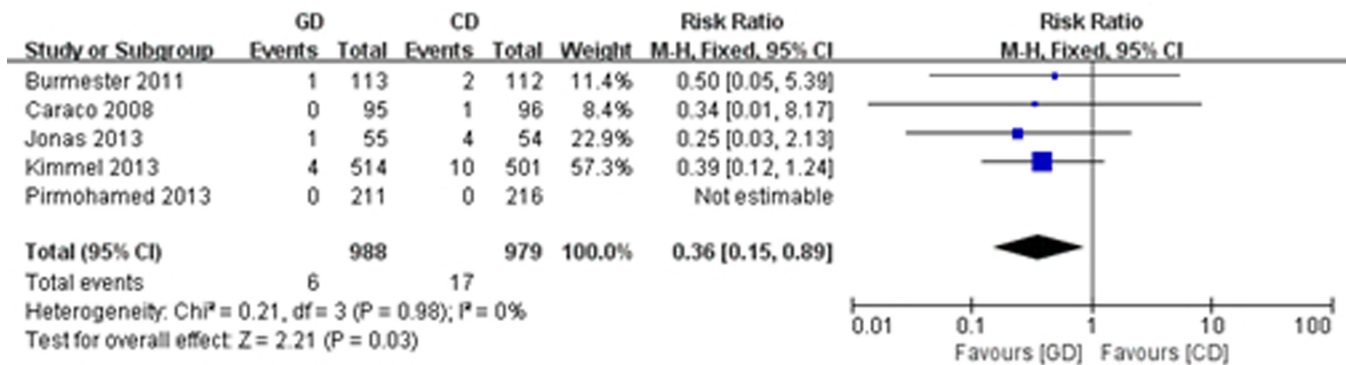 GD CD Risk Ratio Risk Ratio
Study or Subgroup Events Total Events Total Weight M-H, Fixed, 95% CI M-H, Fixed, 95% CI
Burmester 2011 1 113 2 112 11.4% 0.50 [0.05, 5.39]
Caraco 2008 0 95 1 96 8.4% 0.34 [0.01, 8.17]
Jonas 2013 1 55 4 54 22.9% 0.25 [0.03, 2.13]
Kimmel 2013 4 514 10 501 57.3% 0.39 [0.12, 1.24]
Pirmohamed 2013 0 211 0 216 Not estimable
Total (95% CI) 988 979 100.0% 0.36 [0.15, 0.89]
Total events 6 17
Heterogeneity: Chi² = 0.21, df = 3 (P = 0.98); I² = 0%
Test for overall effect: Z = 2.21 (P = 0.03)
0.01 0.1 1 10 100
Favours [GD] Favours [CD]